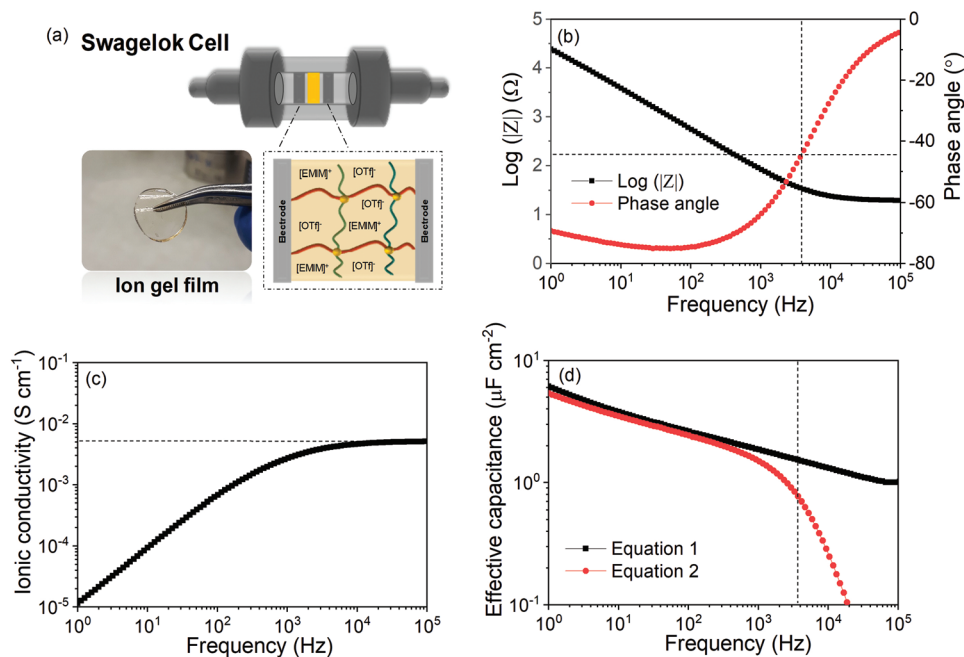 (a)
Swagelok Cell
Ion gel film
Electrode
[EMIM]⁺
[OTf]⁻
[OTf]⁻
[EMIM]⁺
[EMIM]⁺
[OTf]⁻
Electrode
(b)
Log (|Z|) (Ω)
5
4
3
2
1
0
Log (|Z|)
Phase angle
0
-20
-40
-60
-80
Phase angle (°)
10⁰ 10¹ 10² 10³ 10⁴ 10⁵
Frequency (Hz)
(c)
Ionic conductivity (S cm⁻¹)
10⁻¹
10⁻²
10⁻³
10⁻⁴
10⁻⁵
10⁰ 10¹ 10² 10³ 10⁴ 10⁵
Frequency (Hz)
(d)
Effective capacitance (μF cm⁻²)
10¹
10⁰
10⁻¹
Equation 1
Equation 2
10⁰ 10¹ 10² 10³ 10⁴ 10⁵
Frequency (Hz)